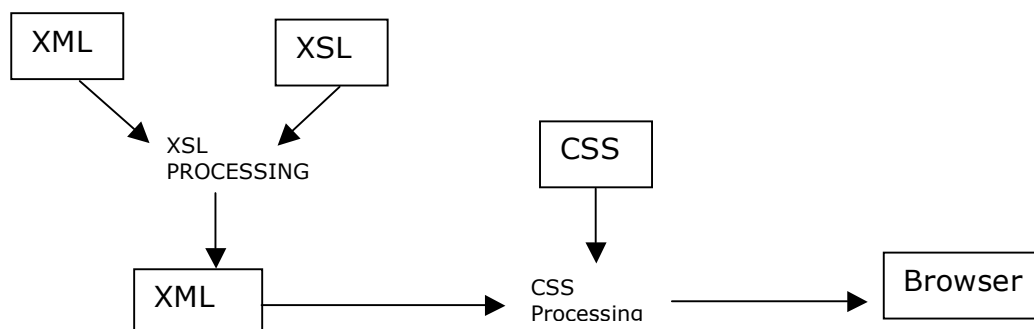 XML
XSL
XSL
PROCESSING
CSS
XML
CSS
Processing
Browser